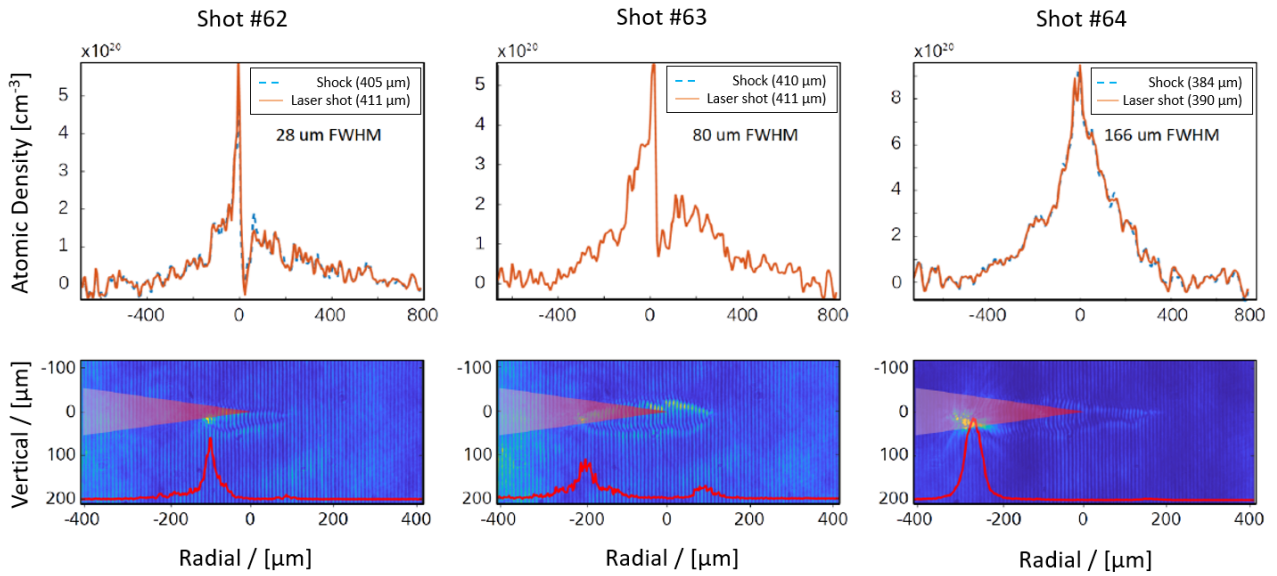 Shot #62
Shot #63
Shot #64
x10²⁰
x10²⁰
x10²⁰
Atomic Density [cm⁻³]
5
4
3
2
1
0
Shock (405 µm)
Laser shot (411 µm)
28 um FWHM
-400
0
400
800
5
4
3
2
1
0
Shock (410 µm)
Laser shot (411 µm)
80 um FWHM
-400
0
400
800
8
6
4
2
0
Shock (384 µm)
Laser shot (390 µm)
166 um FWHM
-400
0
400
800
Vertical / [µm]
-100
0
100
200
-400
-200
0
200
400
Radial / [µm]
-100
0
100
200
-400
-200
0
200
400
Radial / [µm]
-100
0
100
200
-400
-200
0
200
400
Radial / [µm]